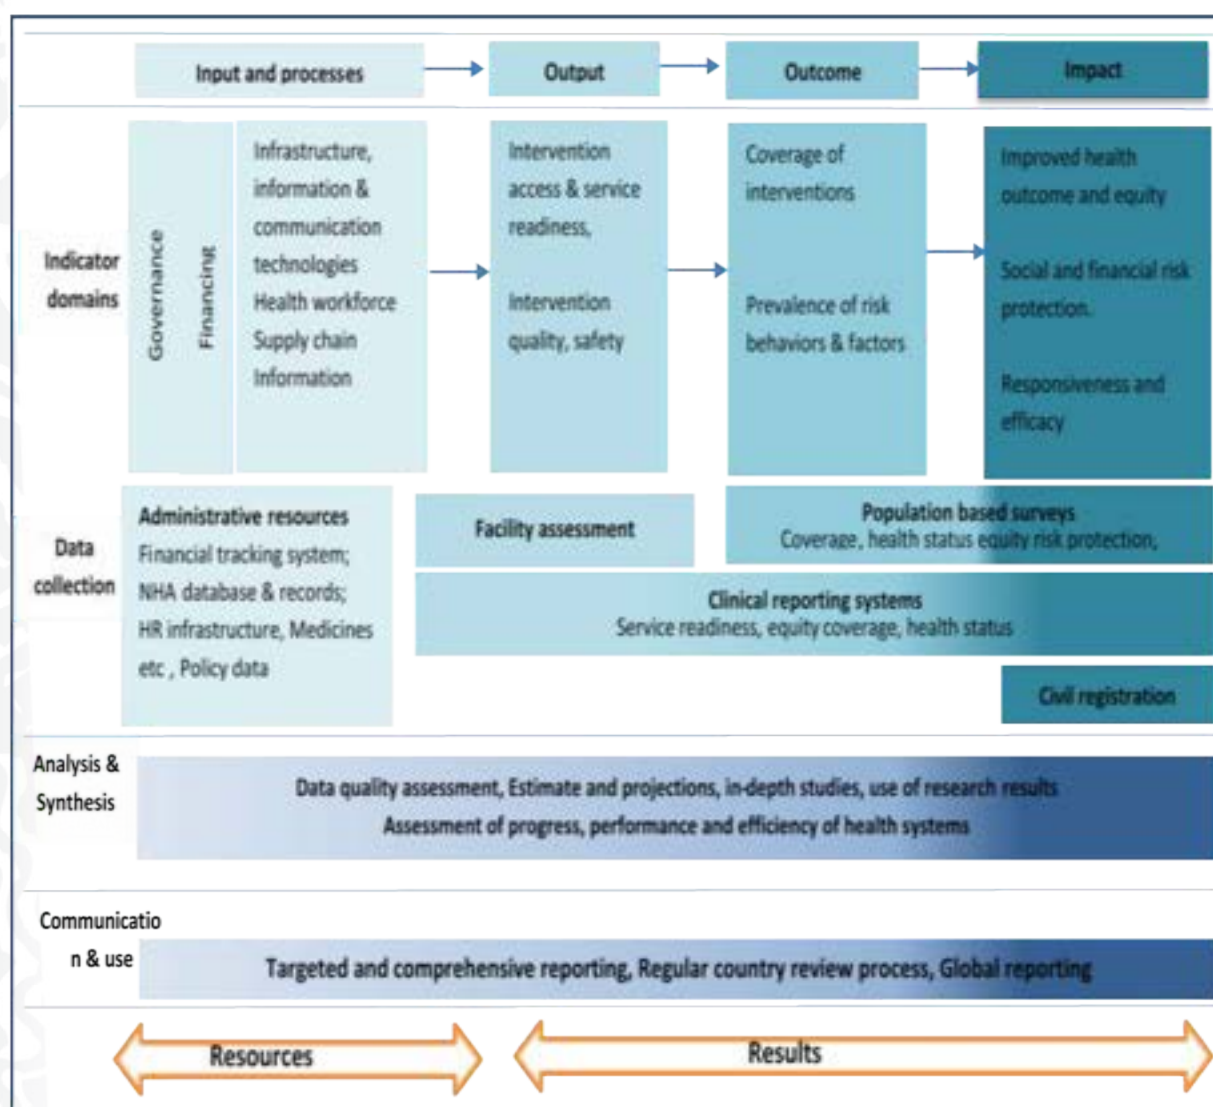 Input and processes
Output
Outcome
Impact
Indicator
domains
Governance
Financing
Infrastructure,
information &
communication
technologies
Health workforce
Supply chain
Information
Intervention
access & service
readiness,
Intervention
quality, safety
Coverage of
interventions
Prevalence of risk
behaviors & factors
Improved health
outcome and equity
Social and financial risk
protection.
Responsiveness and
efficacy
Data
collection
Administrative resources
Financial tracking system;
NHA database & records;
HR infrastructure, Medicines
etc , Policy data
Facility assessment
Population based surveys
Coverage, health status equity risk protection,
Clinical reporting systems
Service readiness, equity coverage, health status
Civil registration
Analysis &
Synthesis
Data quality assessment, Estimate and projections, in-depth studies, use of research results
Assessment of progress, performance and efficiency of health systems
Communicatio
n & use
Targeted and comprehensive reporting, Regular country review process, Global reporting
Resources
Results